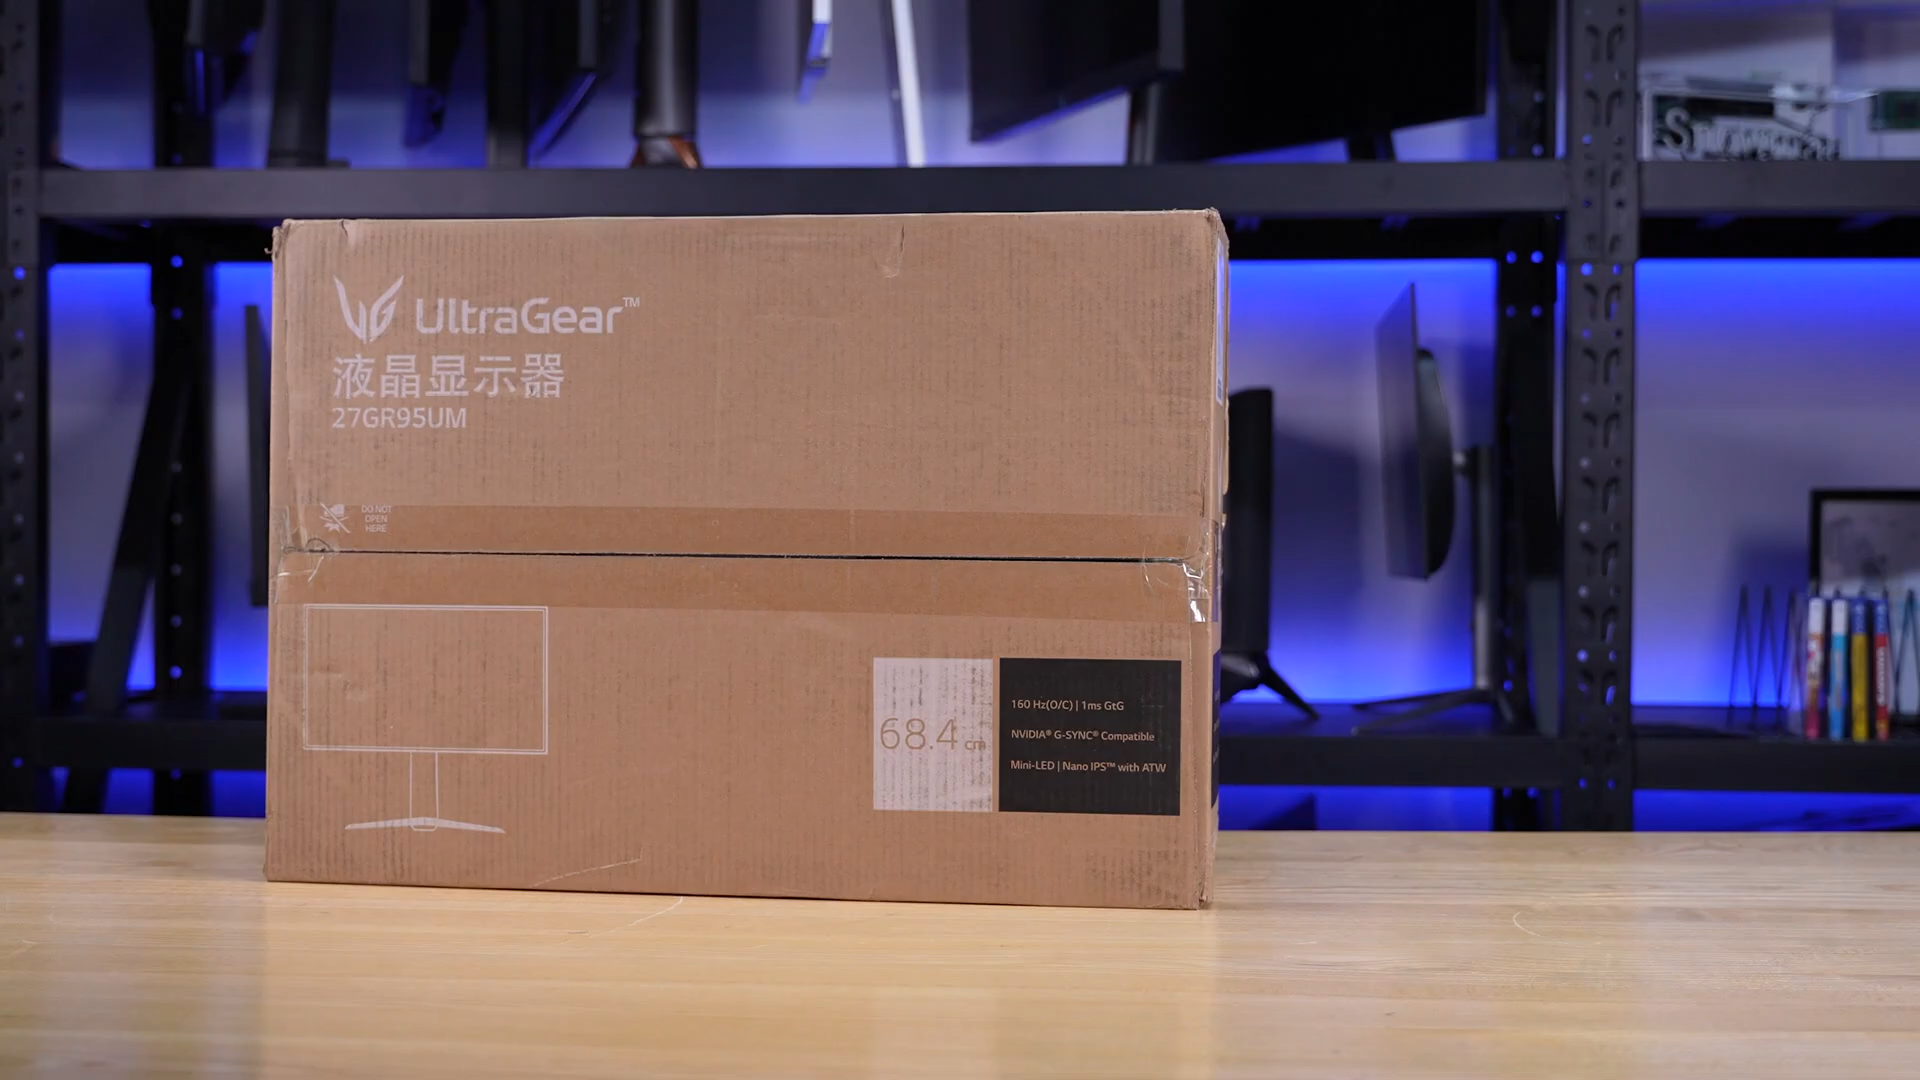 UltraGear™
液晶显示器
27GR95UM
DO NOT
OPEN
HERE
68.4 cm
160 Hz(O/C) | 1ms GtG
NVIDIA® G-SYNC® Compatible
Mini-LED | Nano IPS™ with ATW